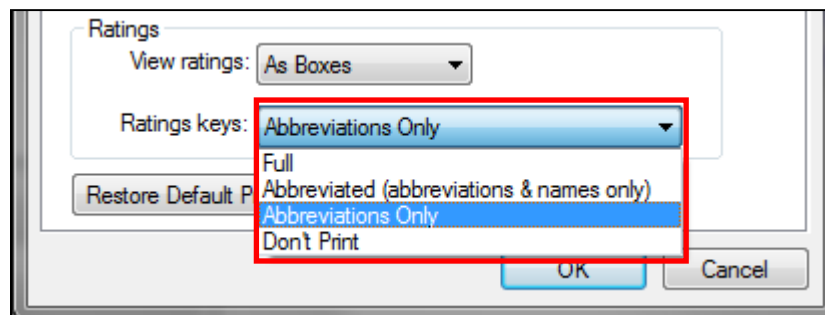 Ratings
View ratings: As Boxes
Ratings keys: Abbreviations Only
Full
Abbreviated (abbreviations & names only)
Restore Default P
Abbreviations Only
Don't Print
OK Cancel